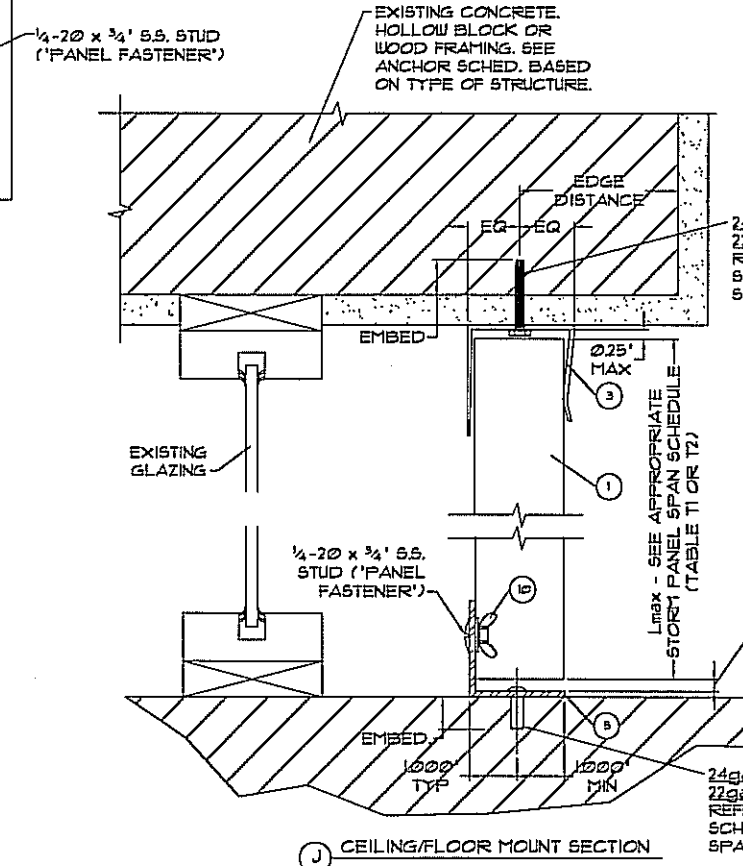 ¼-20 x ¾" S.S. STUD
("PANEL FASTENER")
EXISTING CONCRETE,
HOLLOW BLOCK OR
WOOD FRAMING. SEE
ANCHOR SCHED. BASED
ON TYPE OF STRUCTURE.
EDGE
DISTANCE
EQ EQ
EMBED
0.25"
MAX
3
EXISTING
GLAZING
1
Lmax - SEE APPROPRIATE
STORM PANEL SPAN SCHEDULE
(TABLE T1 OR T2)
¼-20 x ¾" S.S.
STUD ("PANEL
FASTENER")
10
EMBED
5
1.000"
TYP
1.000"
MIN
24ga
22ga
SPA
J CEILING/FLOOR MOUNT SECTION